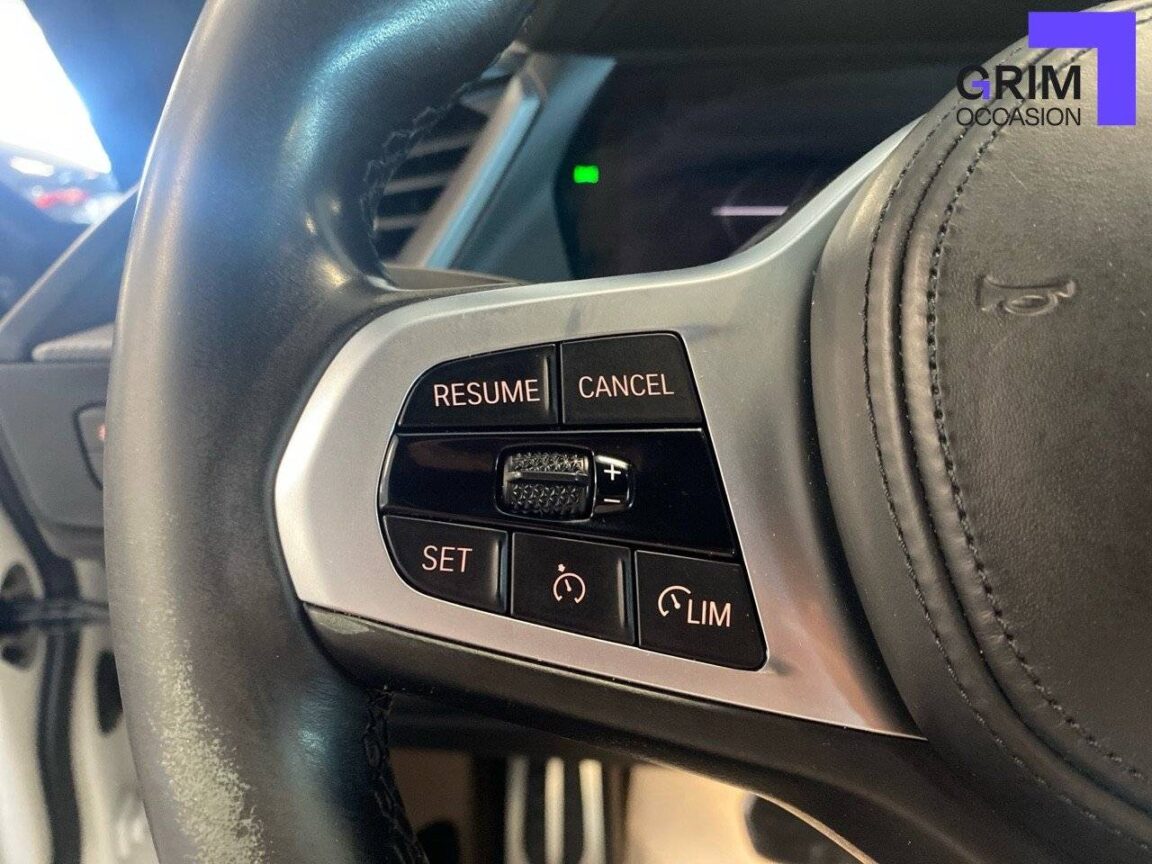 GRIM
OCCASION
RESUME CANCEL
+
−
SET
LIM